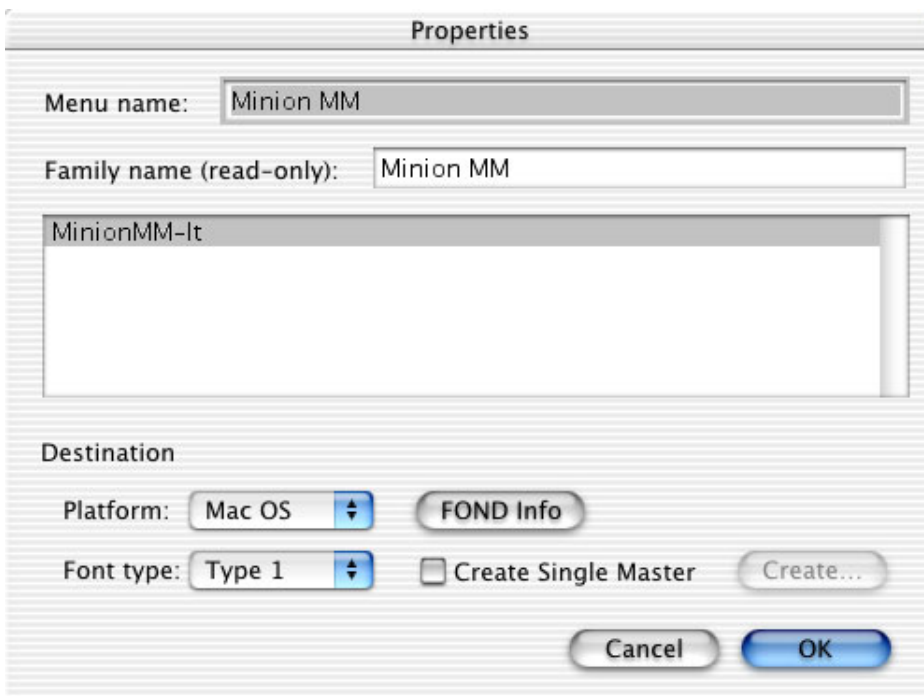 Properties
Menu name: Minion MM
Family name (read-only): Minion MM
MinionMM-It
Destination
Platform: Mac OS FOND Info
Font type: Type 1 Create Single Master Create...
Cancel OK